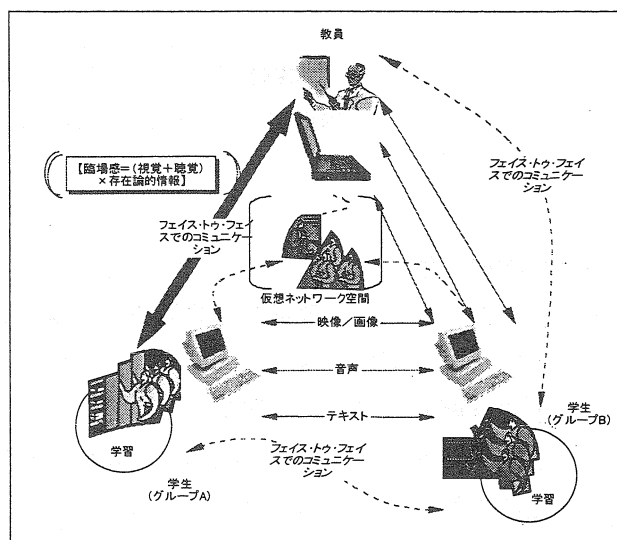 教員
【臨場感＝(視覚＋聴覚)
×存在論的情報】
フェイス・トゥ・フェイ
スでのコミュニケー
ション
フェイス・トゥ・フェイ
スでのコミュニケー
ション
仮想ネットワーク空間
映像／画像
音声
テキスト
学習
学生
(グループA)
フェイス・トゥ・フェイ
スでのコミュニケー
ション
学生
(グループB)
学習